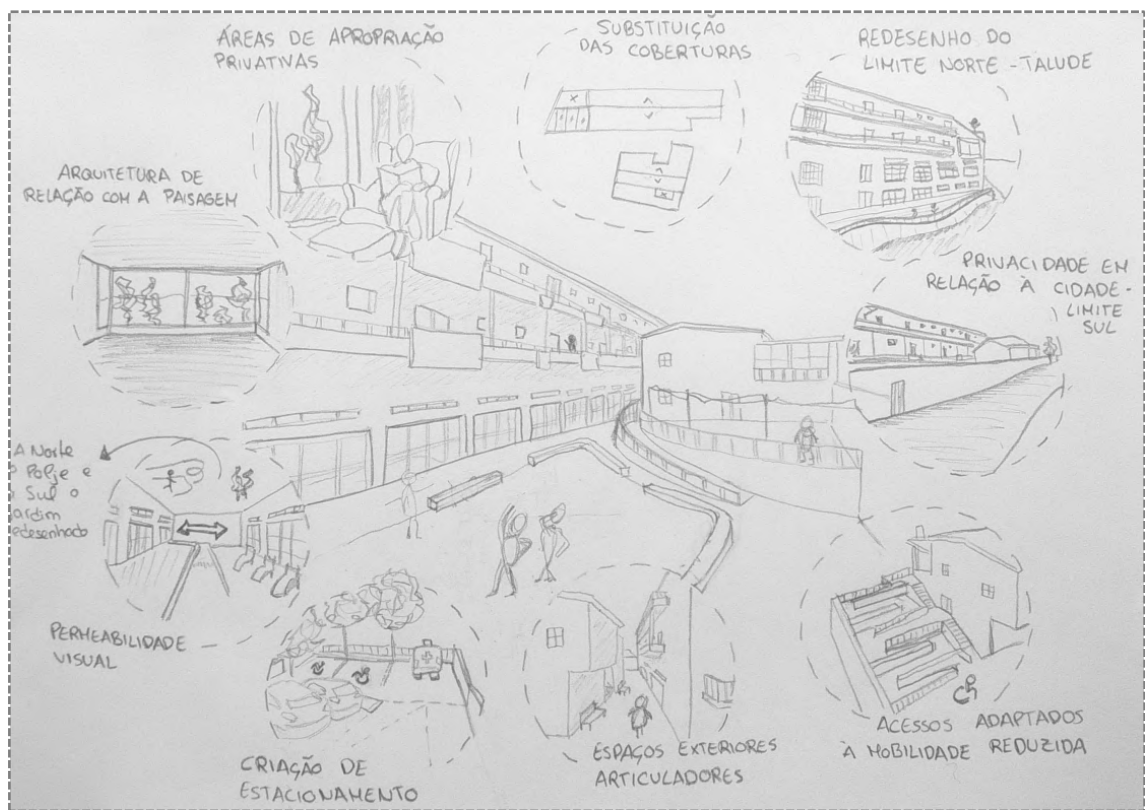 ÁREAS DE APROPRIAÇÃO
PRIVATIVAS
SUBSTITUIÇÃO
DAS COBERTURAS
REDESENHO DO
LIMITE NORTE - TALUDE
ARQUITETURA DE
RELAÇÃO COM A PAISAGEM
PRIVACIDADE EM
RELAÇÃO À CIDADE -
LIMITE
SUL
A Norte
o Polje e
a Sul o
jardim
redesenhado
PERMEABILIDADE
VISUAL
CRIAÇÃO DE
ESTACIONAMENTO
ESPAÇOS EXTERIORES
ARTICULADORES
ACESSOS ADAPTADOS
À MOBILIDADE REDUZIDA